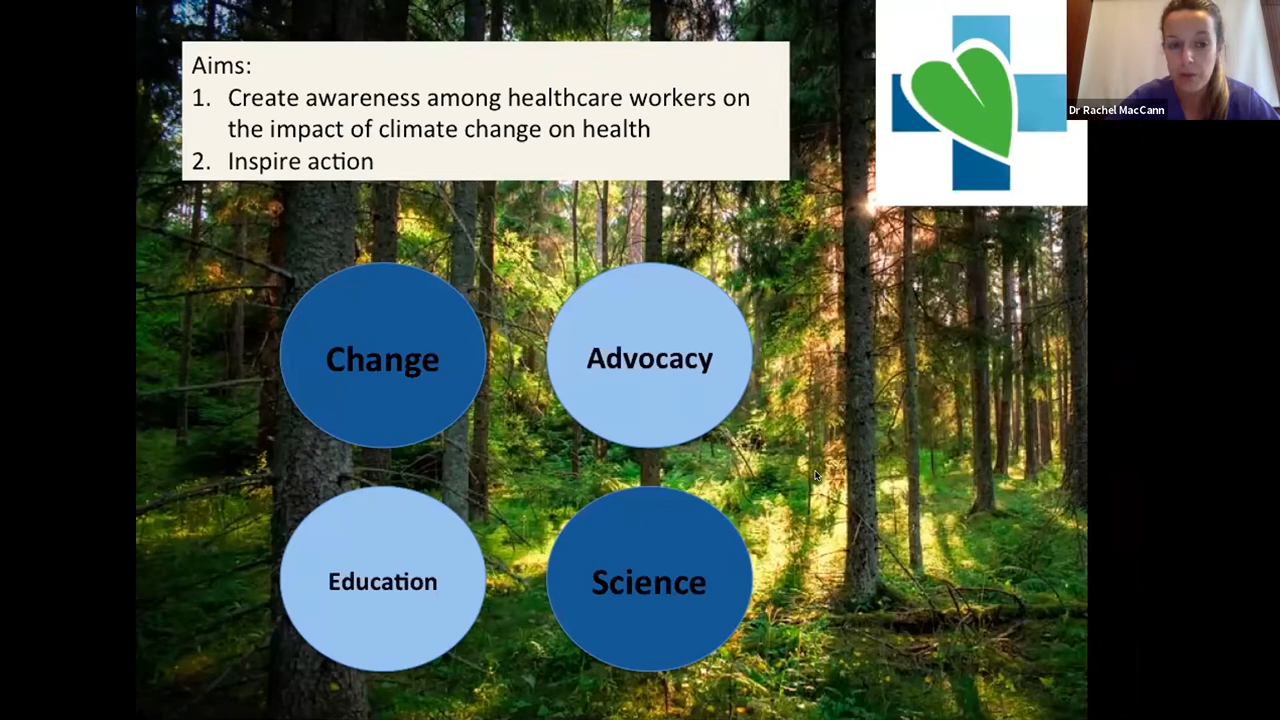 Aims:
1. Create awareness among healthcare workers on
the impact of climate change on health
2. Inspire action
Dr Rachel MacCann
Change
Advocacy
Education
Science